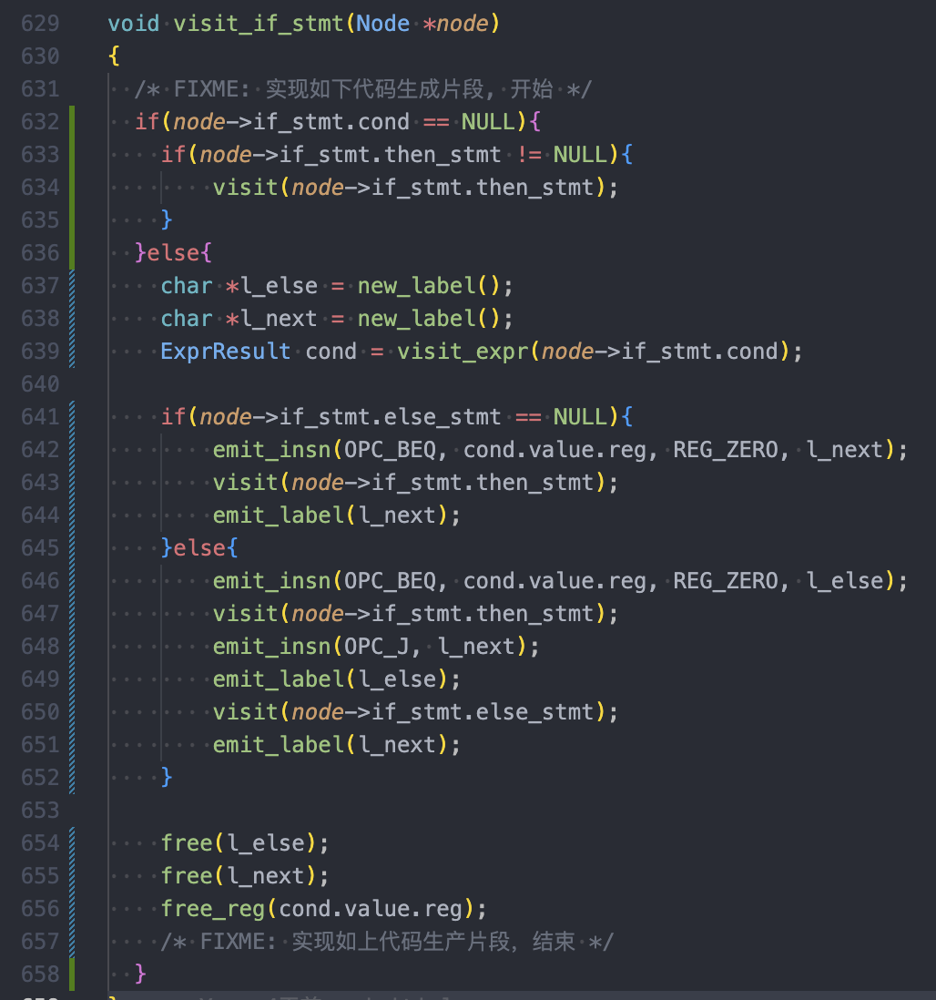 629 void visit_if_stmt(Node *node)
630 {
631 /* FIXME: 实现如下代码生成片段, 开始 */
632 if(node->if_stmt.cond == NULL){
633 if(node->if_stmt.then_stmt != NULL){
634 visit(node->if_stmt.then_stmt);
635 }
636 }else{
637 char *l_else = new_label();
638 char *l_next = new_label();
639 ExprResult cond = visit_expr(node->if_stmt.cond);
640
641 if(node->if_stmt.else_stmt == NULL){
642 emit_insn(OPC_BEQ, cond.value.reg, REG_ZERO, l_next);
643 visit(node->if_stmt.then_stmt);
644 emit_label(l_next);
645 }else{
646 emit_insn(OPC_BEQ, cond.value.reg, REG_ZERO, l_else);
647 visit(node->if_stmt.then_stmt);
648 emit_insn(OPC_J, l_next);
649 emit_label(l_else);
650 visit(node->if_stmt.else_stmt);
651 emit_label(l_next);
652 }
653
654 free(l_else);
655 free(l_next);
656 free_reg(cond.value.reg);
657 /* FIXME: 实现如上代码生产片段, 结束 */
658 }